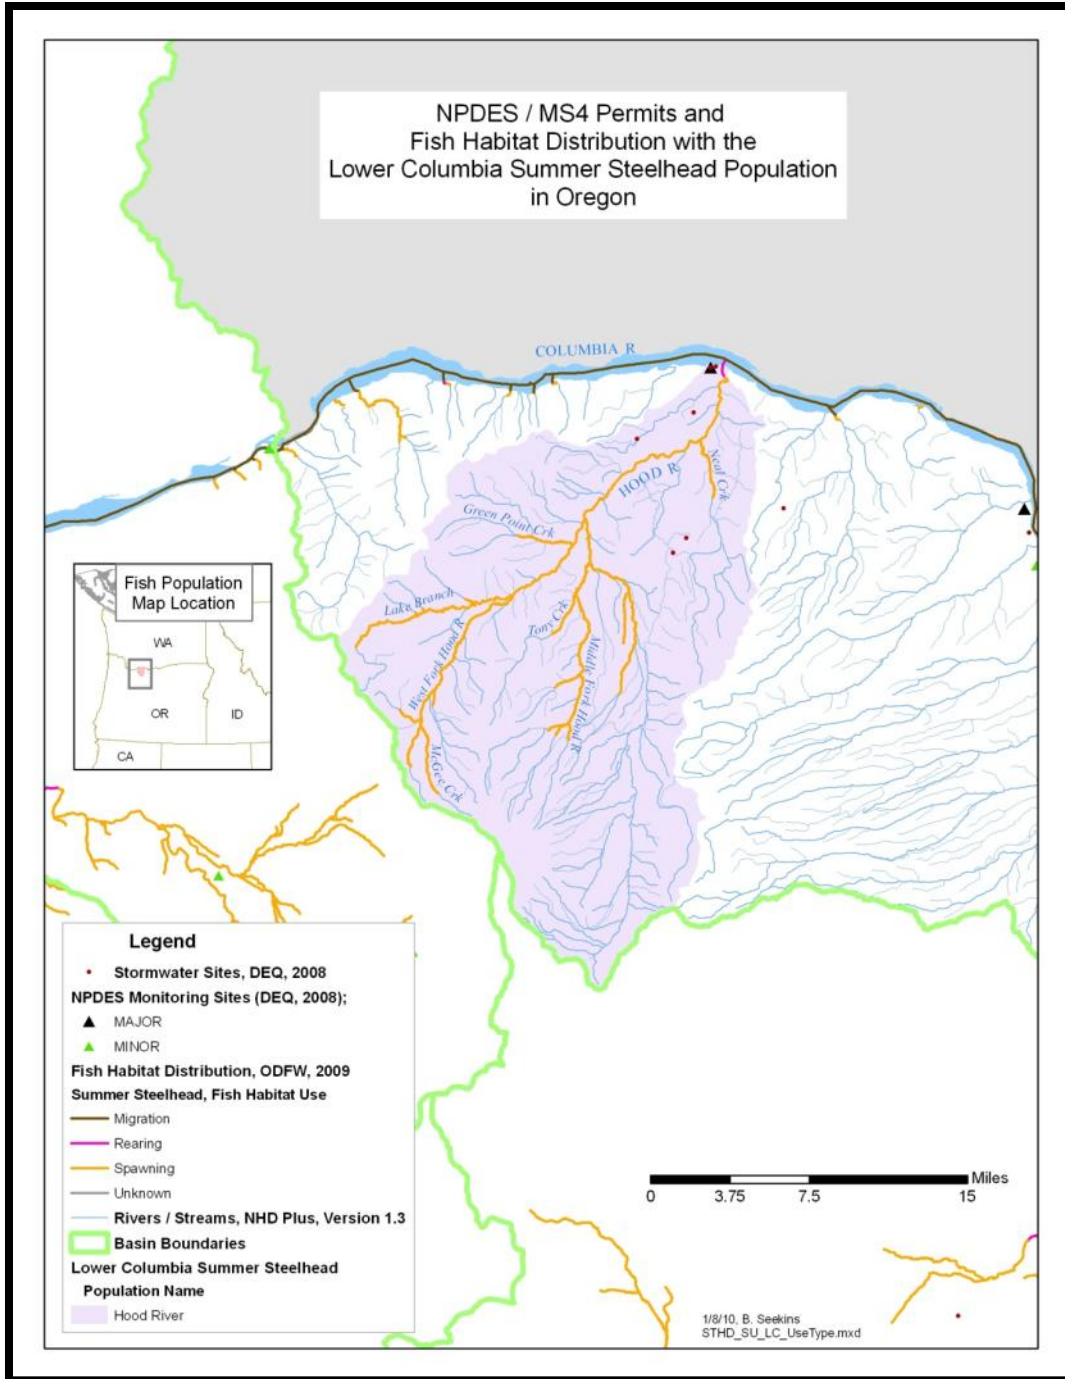 NPDES / MS4 Permits and
Fish Habitat Distribution with the
Lower Columbia Summer Steelhead Population
in Oregon
COLUMBIA R
HOOD R
Neal Crk
Green Point Crk
Lake Branch
West Fork Hood R
Tony Crk
Middle Fork Hood R
McGee Crk
Fish Population
Map Location
WA
OR
ID
CA
Legend
Stormwater Sites, DEQ, 2008
NPDES Monitoring Sites (DEQ, 2008);
MAJOR
MINOR
Fish Habitat Distribution, ODFW, 2009
Summer Steelhead, Fish Habitat Use
Migration
Rearing
Spawning
Unknown
Rivers / Streams, NHD Plus, Version 1.3
Basin Boundaries
Lower Columbia Summer Steelhead
Population Name
Hood River
Miles
0 3.75 7.5 15
1/8/10, B. Seekins
STHD_SU_LC_UseType.mxd